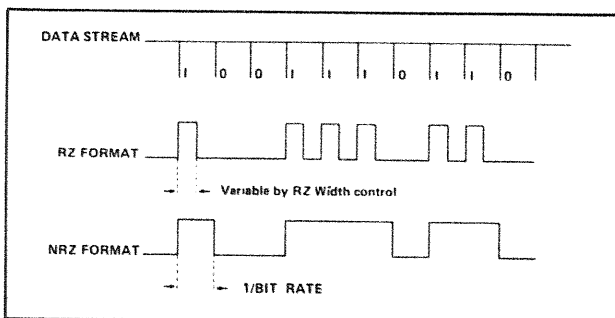 DATA STREAM
1 0 0 1 1 1 0 1 1 0
RZ FORMAT
Variable by RZ Width control
NRZ FORMAT
1/BIT RATE